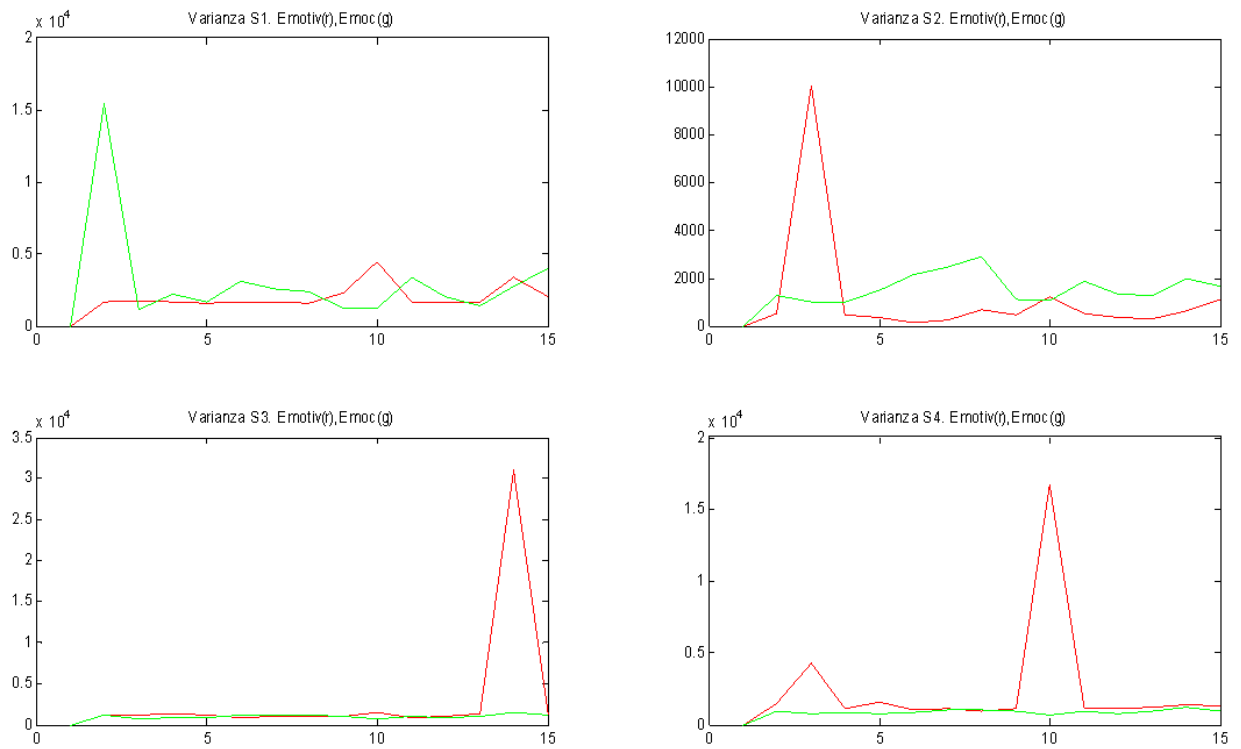 Varianza S1. Emotiv(r),Emoc(g)
x 10^4
2
1.5
1
0.5
0
0 5 10 15
Varianza S2. Emotiv(r),Emoc(g)
12000
10000
8000
6000
4000
2000
0
0 5 10 15
Varianza S3. Emotiv(r),Emoc(g)
x 10^4
3.5
3
2.5
2
1.5
1
0.5
0
0 5 10 15
Varianza S4. Emotiv(r),Emoc(g)
x 10^4
2
1.5
1
0.5
0
0 5 10 15